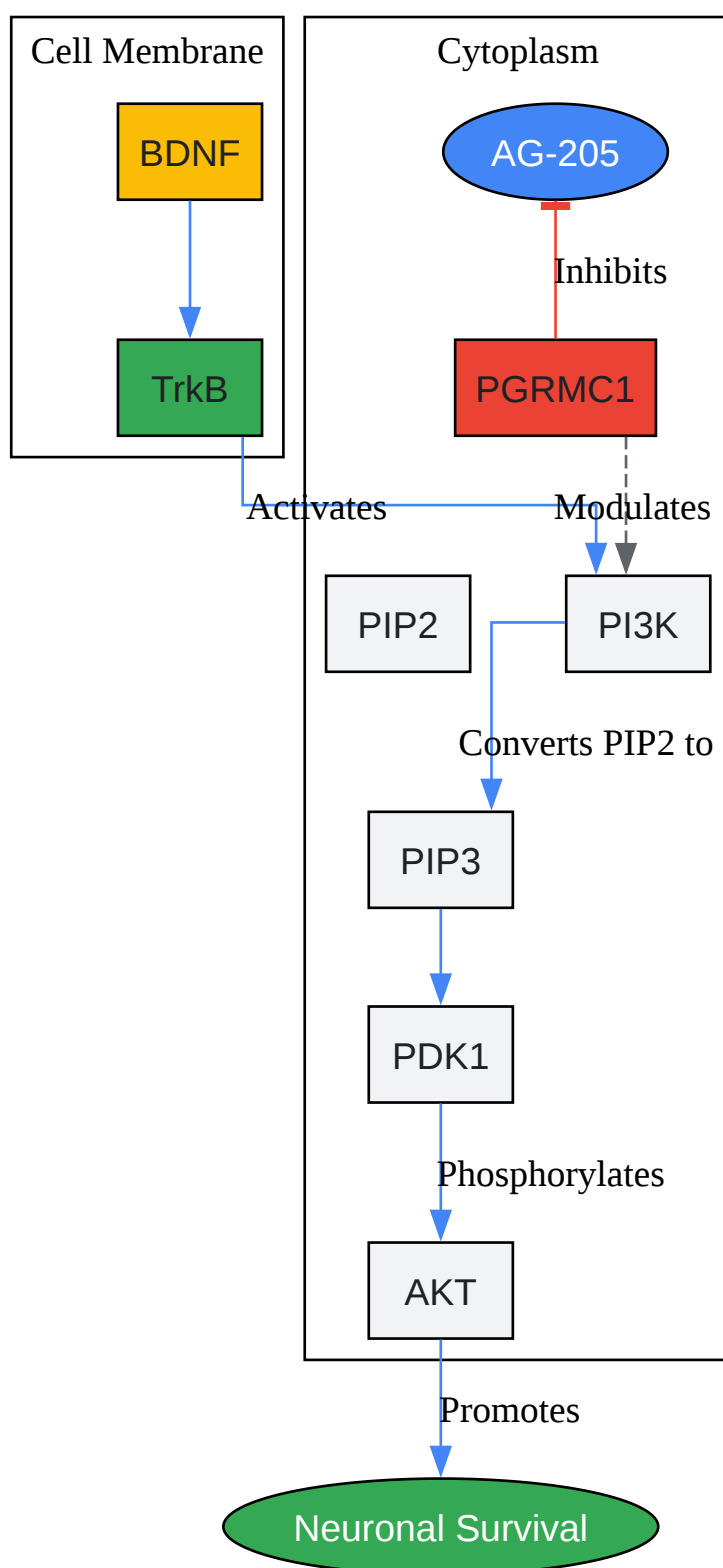 Cell Membrane
Cytoplasm
BDNF
AG-205
Inhibits
TrkB
PGRMC1
Activates
Modulates
PIP2
PI3K
Converts PIP2 to
PIP3
PDK1
Phosphorylates
AKT
Promotes
Neuronal Survival